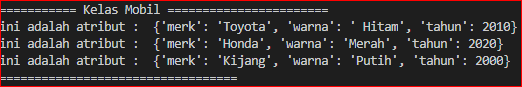 =========== Kelas Mobil =======================
ini adalah atribut :  {'merk': 'Toyota', 'warna': ' Hitam', 'tahun': 2010}
ini adalah atribut :  {'merk': 'Honda', 'warna': 'Merah', 'tahun': 2020}
ini adalah atribut :  {'merk': 'Kijang', 'warna': 'Putih', 'tahun': 2000}
==================================